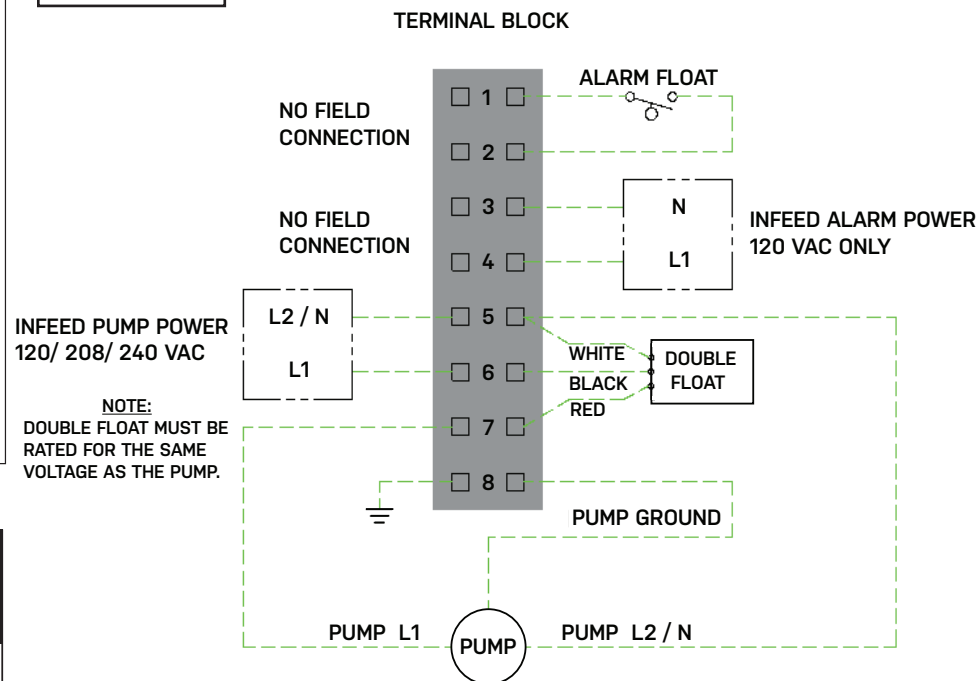 TERMINAL BLOCK
NO FIELD
CONNECTION
1
ALARM FLOAT
2
NO FIELD
CONNECTION
3
N
4
L1
INFEED ALARM POWER
120 VAC ONLY
INFEED PUMP POWER
120/ 208/ 240 VAC
L2 / N
L1
5
6
WHITE
BLACK
RED
DOUBLE
FLOAT
NOTE:
DOUBLE FLOAT MUST BE
RATED FOR THE SAME
VOLTAGE AS THE PUMP.
7
8
PUMP GROUND
PUMP L1
PUMP
PUMP L2 / N